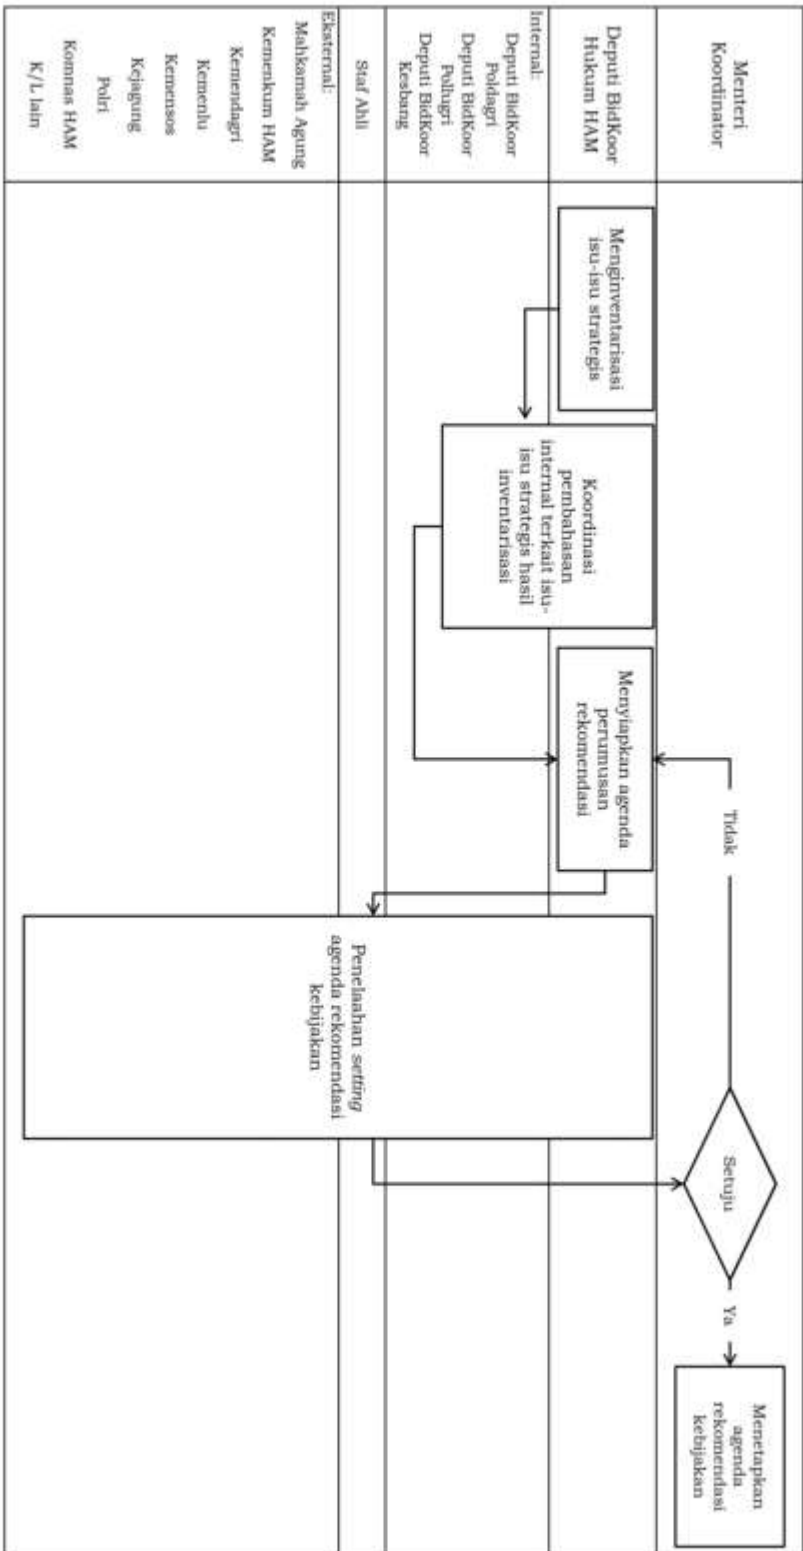 Menteri
Koordinator
Deputi BidKoor
Hukum HAM
Internal:
Deputi BidKoor
Poldagri
Deputi BidKoor
Pollugri
Deputi BidKoor
Kesbang
Staf Ahli
Eksternal:
Mahkamah Agung
Kemenkum HAM
Kemendagri
Kemenlu
Kemensos
Kejagung
Polri
Komnas HAM
K/L lain
Menginventarisasi
isu-isu strategis
Koordinasi
pembahasan
internal terkait isu-
isu strategis hasil
inventarisasi
Menyiapkan agenda
perumusan
rekomendasi
Tidak
Penelaahan setting
agenda rekomendasi
kebijakan
Setuju
Ya
Menetapkan
agenda
rekomendasi
kebijakan